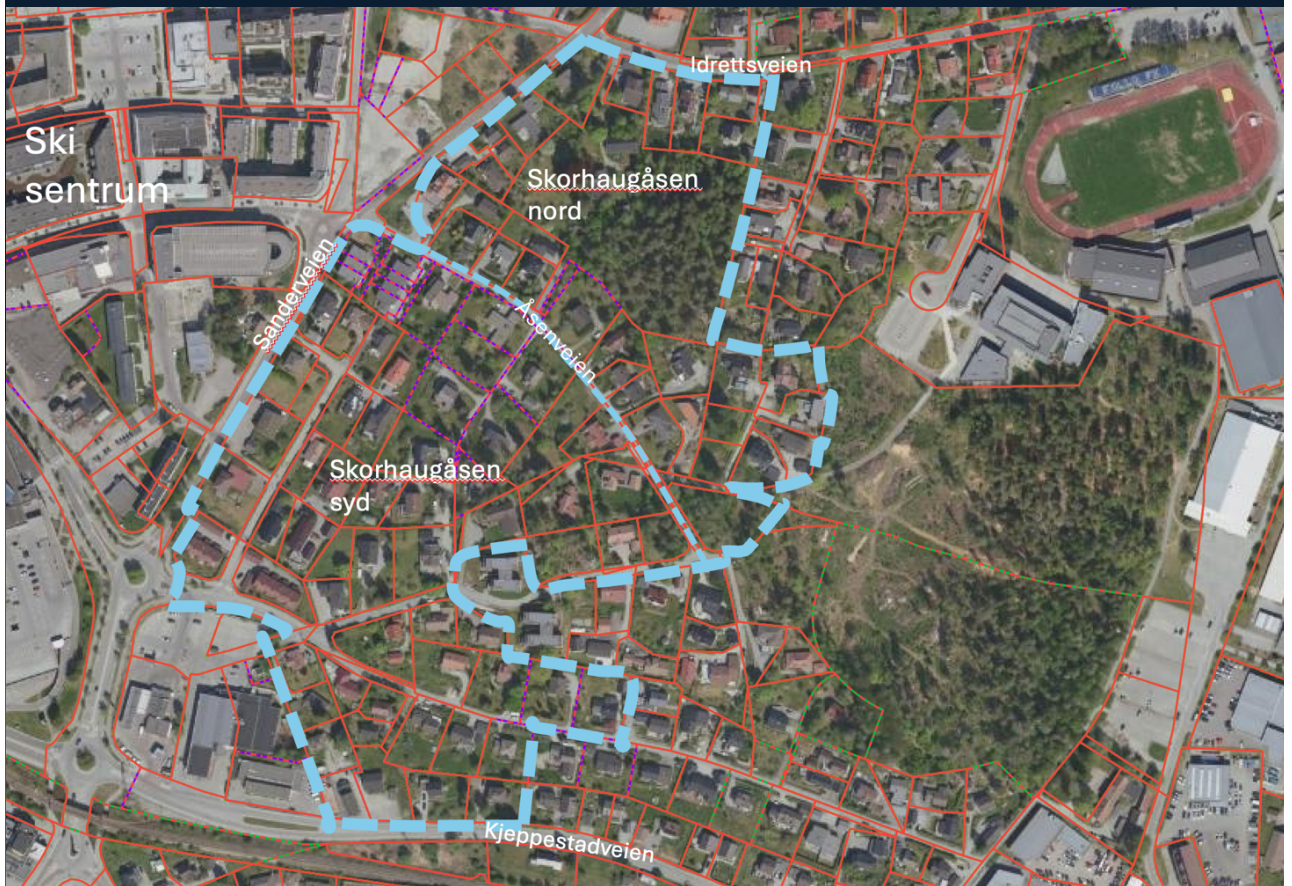 Idrettsveien
Ski
sentrum
Skorhaugåsen
nord
Sanderveien
Åsenveien
Skorhaugåsen
syd
Kjeppestadveien